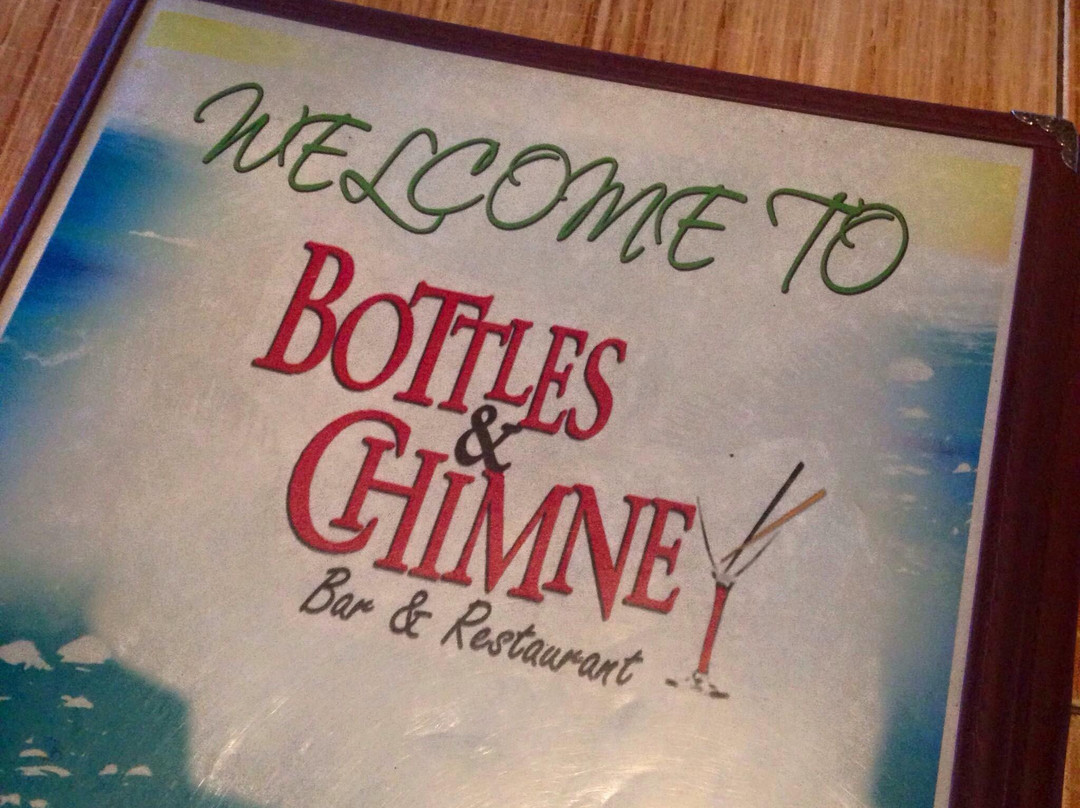 WELCOME TO
BOTTLES
&
CHIMNEY
Bar & Restaurant